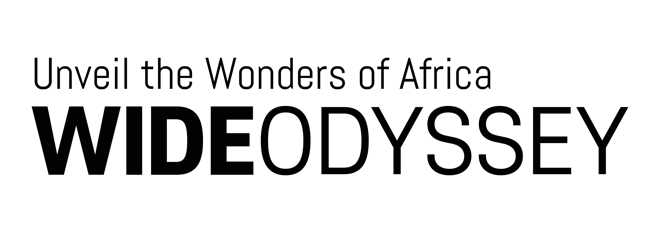 Unveil the Wonders of Africa
WIDEODYSSEY